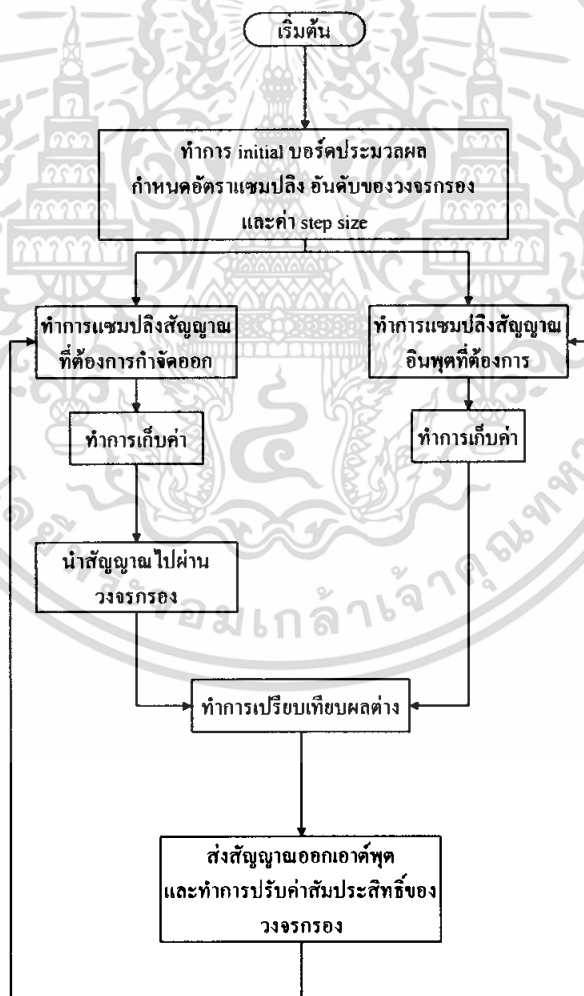 เริ่มต้น
ทำการ initial บอร์ดประมวลผล
กำหนดอัตราแซมปลิง อันดับของวงจรกรอง
และค่า step size
ทำการแซมปลิงสัญญาณ
ที่ต้องการกำจัดออก
ทำการแซมปลิงสัญญาณ
อินพุตที่ต้องการ
ทำการเก็บค่า
ทำการเก็บค่า
นำสัญญาณไปผ่าน
วงจรกรอง
ทำการเปรียบเทียบผลต่าง
ส่งสัญญาณออกเอาต์พุต
และทำการปรับค่าสัมประสิทธิ์ของ
วงจรกรอง